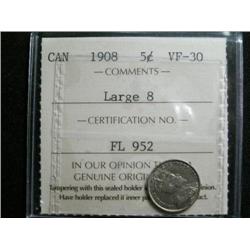 CAN 1908 5¢ VF-30
— COMMENTS —
Large 8
— CERTIFICATION NO. —
FL 952
IN OUR OPINION
GENUINE
Tampering with this sealed holder
Have holder replaced if inner